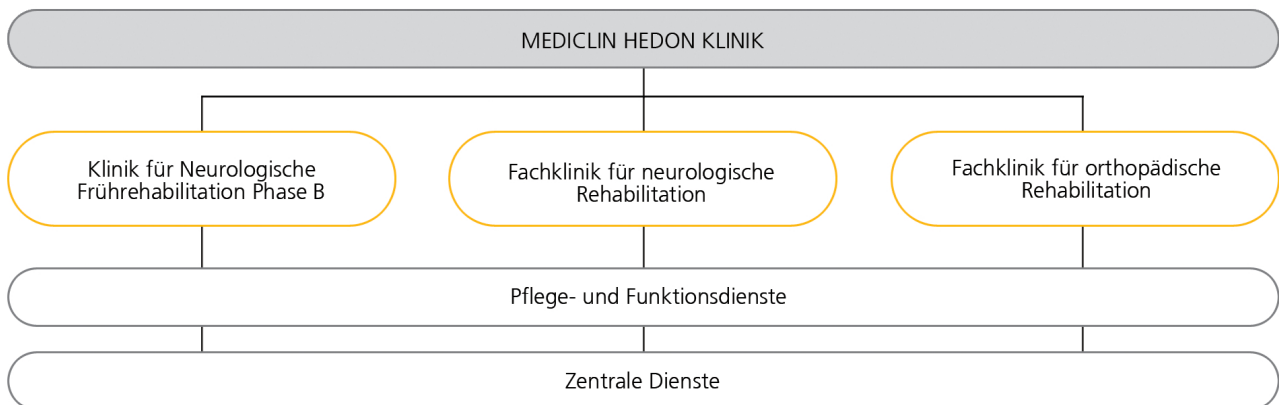 MEDICLIN HEDON KLINIK
Klinik für Neurologische
Frührehabilitation Phase B
Fachklinik für neurologische
Rehabilitation
Fachklinik für orthopädische
Rehabilitation
Pflege- und Funktionsdienste
Zentrale Dienste